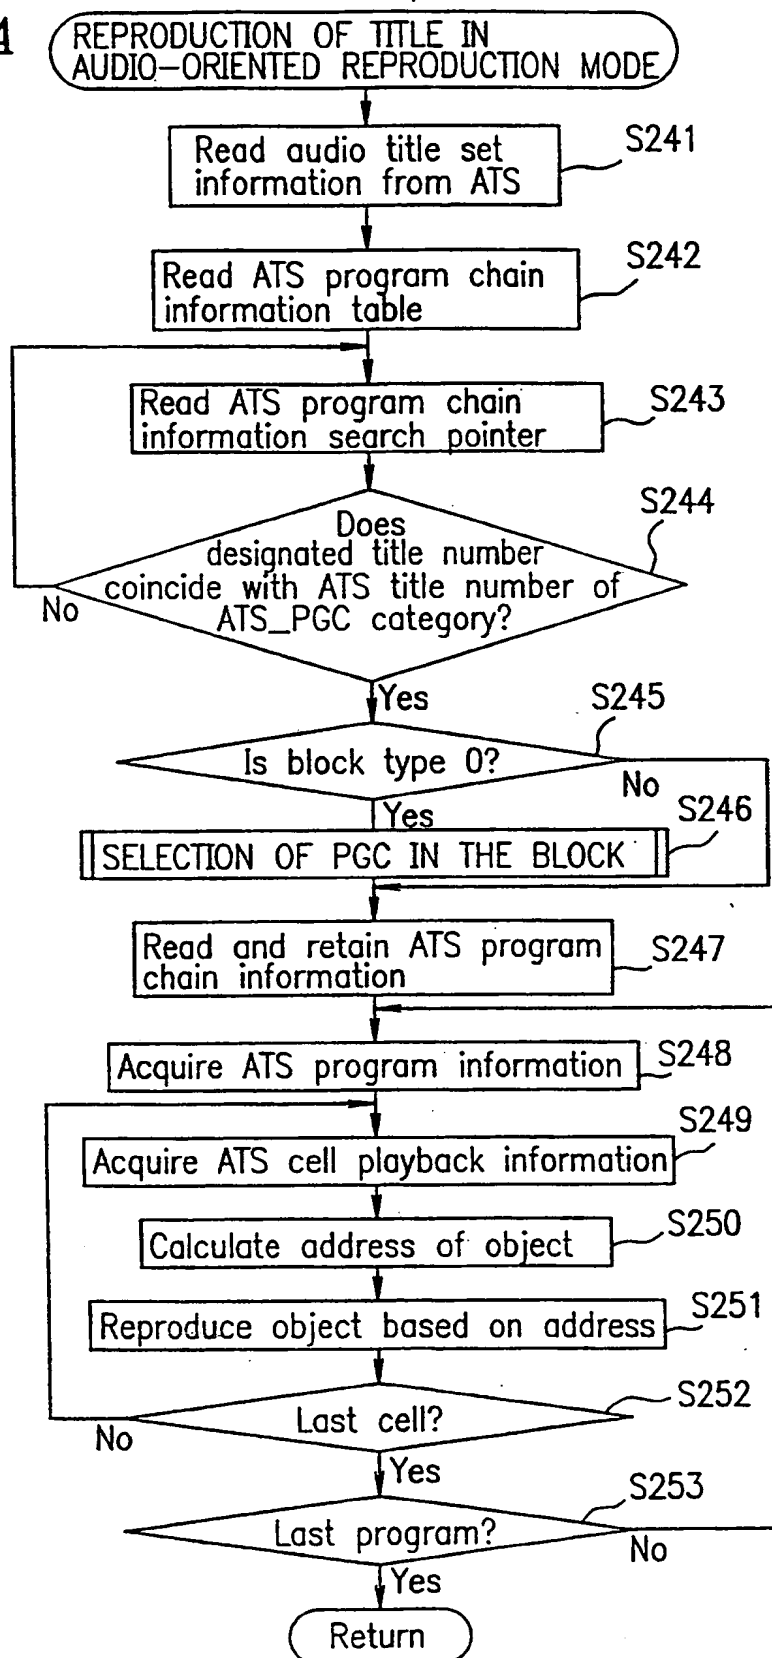 4
REPRODUCTION OF TITLE IN
AUDIO-ORIENTED REPRODUCTION MODE
Read audio title set
information from ATS
S241
Read ATS program chain
information table
S242
Read ATS program chain
information search pointer
S243
Does
designated title number
coincide with ATS title number of
ATS_PGC category?
S244
No
Yes
Is block type 0?
S245
No
Yes
SELECTION OF PGC IN THE BLOCK
S246
Read and retain ATS program
chain information
S247
Acquire ATS program information
S248
Acquire ATS cell playback information
S249
Calculate address of object
S250
Reproduce object based on address
S251
Last cell?
S252
No
Yes
Last program?
S253
No
Yes
Return